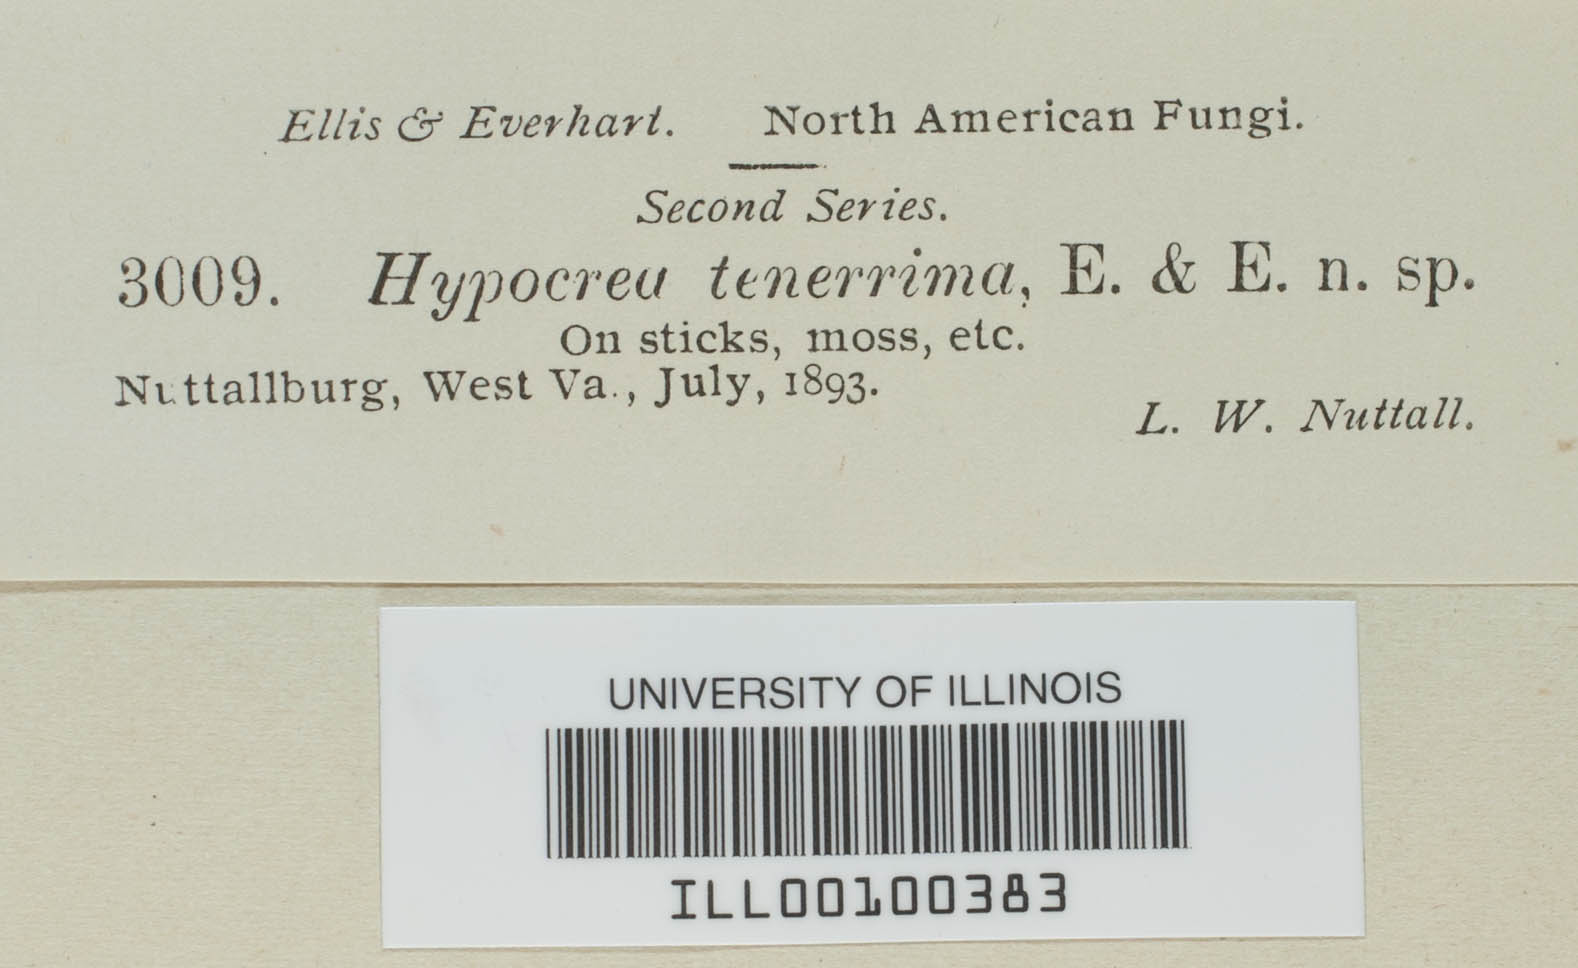 Ellis & Everhart. North American Fungi.
Second Series.
3009. Hypocrea tenerrima, E. & E. n. sp.
On sticks, moss, etc.
Nuttallburg, West Va., July, 1893.
L. W. Nuttall.
UNIVERSITY OF ILLINOIS
ILL00100383